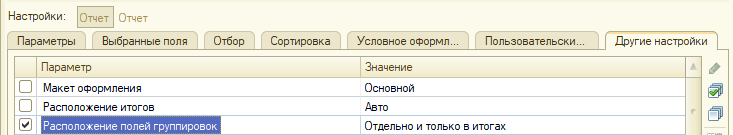 Настройки: Отчет Отчет
Параметры Выбранные поля Отбор Сортировка Условное оформл... Пользовательски... Другие настройки
Параметр Значение
Макет оформления Основной
Расположение итогов Авто
Расположение полей группировок Отдельно и только в итогах